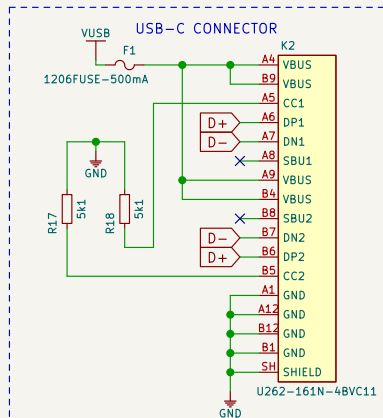 USB-C CONNECTOR
VUSB
F1
1206FUSE-500mA
K2
A4 VBUS
B9 VBUS
A5 CC1
D+ A6 DP1
D- A7 DN1
A8 SBU1
A9 VBUS
B4 VBUS
B8 SBU2
D- B7 DN2
D+ B6 DP2
B5 CC2
A1 GND
A12 GND
B12 GND
B1 GND
SH SHIELD
U262-161N-4BVC11
GND
R17
5k1
R18
5k1
GND